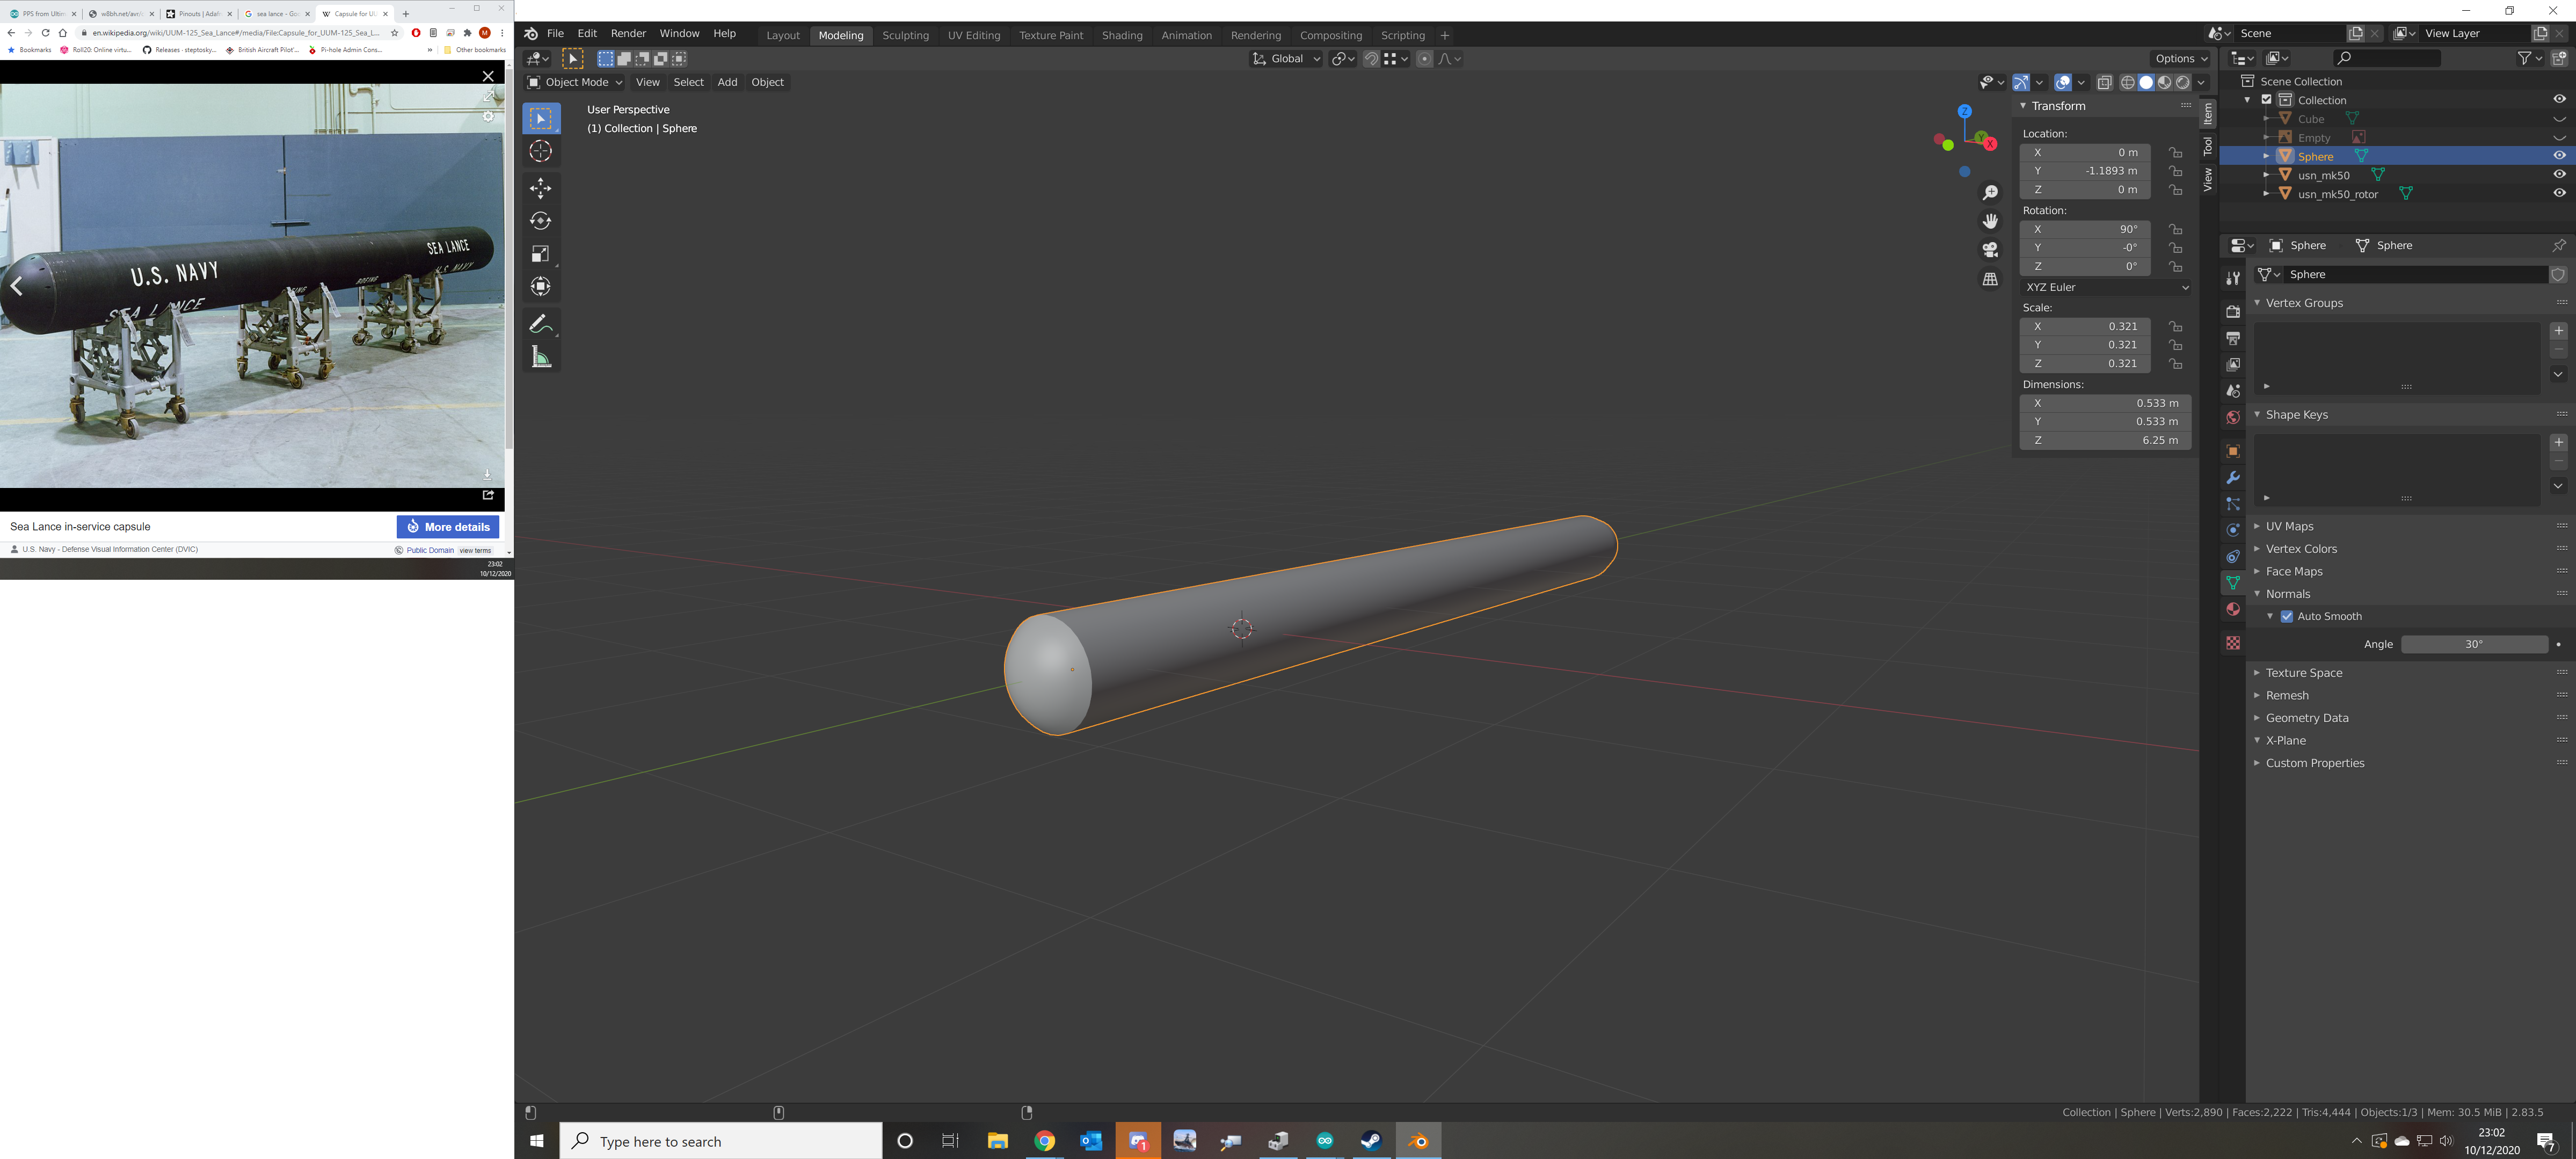 PPS from Ultim
w8bh.net/avr/
Pinouts | Adaf
sea lance - Go
Capsule for UU
en.wikipedia.org/wiki/UUM-125_Sea_Lance#/media/File:Capsule_for_UUM-125_Sea_L...
Bookmarks
Roll20: Online virtu...
Releases · steptosky...
British Aircraft Pilot'...
Pi-hole Admin Cons...
»
Other bookmarks
SEA LANCE
U.S. NAVY
U.S. NAVY
BOEING
SEA LANCE
Sea Lance in-service capsule
More details
U.S. Navy - Defense Visual Information Center (DVIC)
Public Domain
view terms
23:02
10/12/2020
File
Edit
Render
Window
Help
Layout
Modeling
Sculpting
UV Editing
Texture Paint
Shading
Animation
Rendering
Compositing
Scripting
+
Scene
View Layer
Global
Options
Object Mode
View
Select
Add
Object
User Perspective
(1) Collection | Sphere
Z
Y
X
Transform
Location:
X 0 m
Y -1.1893 m
Z 0 m
Rotation:
X 90°
Y -0°
Z 0°
XYZ Euler
Scale:
X 0.321
Y 0.321
Z 0.321
Dimensions:
X 0.533 m
Y 0.533 m
Z 6.25 m
Item
Tool
View
Scene Collection
Collection
Cube
Empty
Sphere
usn_mk50
usn_mk50_rotor
Sphere
Sphere
Sphere
Vertex Groups
Shape Keys
UV Maps
Vertex Colors
Face Maps
Normals
Auto Smooth
Angle 30°
Texture Space
Remesh
Geometry Data
X-Plane
Custom Properties
Collection | Sphere | Verts:2,890 | Faces:2,222 | Tris:4,444 | Objects:1/3 | Mem: 30.5 MiB | 2.83.5
Type here to search
1
23:02
10/12/2020
7